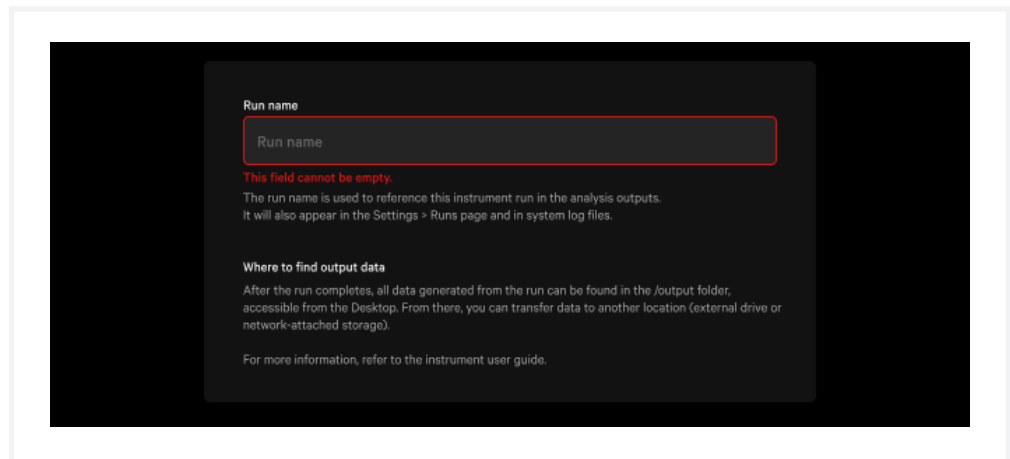 Run name
Run name
This field cannot be empty.
The run name is used to reference this instrument run in the analysis outputs.
It will also appear in the Settings > Runs page and in system log files.
Where to find output data
After the run completes, all data generated from the run can be found in the /output folder,
accessible from the Desktop. From there, you can transfer data to another location (external drive or
network-attached storage).
For more information, refer to the instrument user guide.